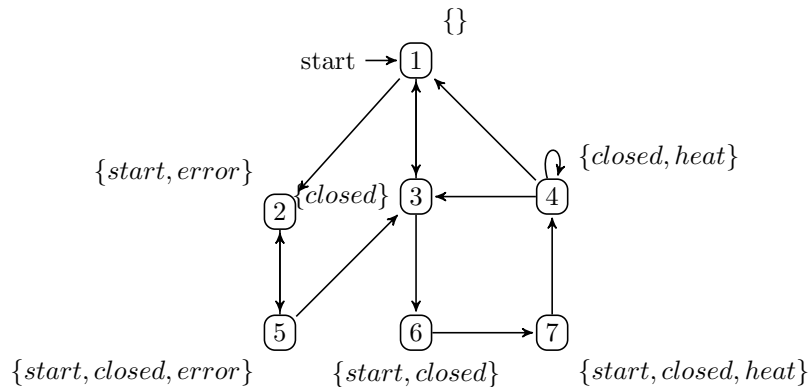 {}
start 1
{closed, heat}
{start, error}
2 {closed} 3 4
5 6 7
{start, closed, error} {start, closed} {start, closed, heat}